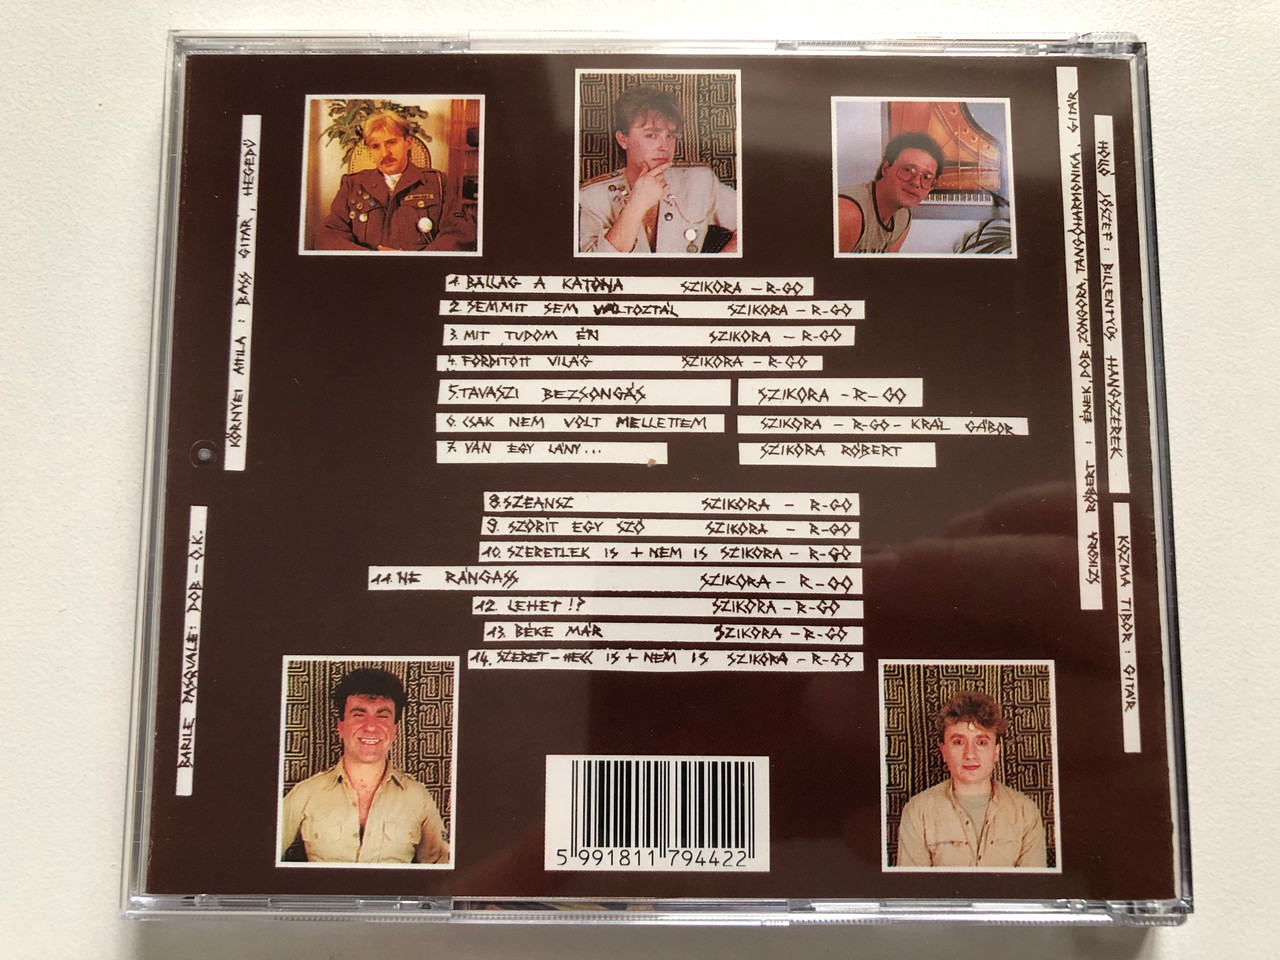 KÖRNYEI ATTILA : BASS GITÁR, HEGEDŰ
BARILE PASQUALE: DOB - O.K.
1. BALLAG A KATONA SZIKORA - R-GO
2. SEMMIT SEM VÁLTOZTÁL SZIKORA - R-GO
3. MIT TUDOM ÉN SZIKORA - R-GO
4. FORDITOTT VILÁG SZIKORA - R-GO
5. TAVASZI BEZSONGÁS SZIKORA - R-GO
6. CSAK NEM VOLT MELLETTEM SZIKORA - R-GO - KRÁL GÁBOR
7. VAN EGY LÁNY... SZIKORA RÓBERT
8. SZEANSZ SZIKORA - R-GO
9. SZORÍT EGY SZÓ SZIKORA - R-GO
10. SZERETLEK IS + NEM IS SZIKORA - R-GO
11. NE RÁNGASS SZIKORA - R-GO
12. LEHET!? SZIKORA - R-GO
13. BÉKE MÁR SZIKORA - R-GO
14. SZERET- IS + NEM IS SZIKORA - R-GO
SZIKORA RÓBERT : ÉNEK, DOB, ZONGORA, TANGÓHARMONIKA, GITÁR
HOLLÓ JÓZSEF: BILLENTYŰS HANGSZEREK
KOZMA TIBOR : GITÁR
5 991811 794422